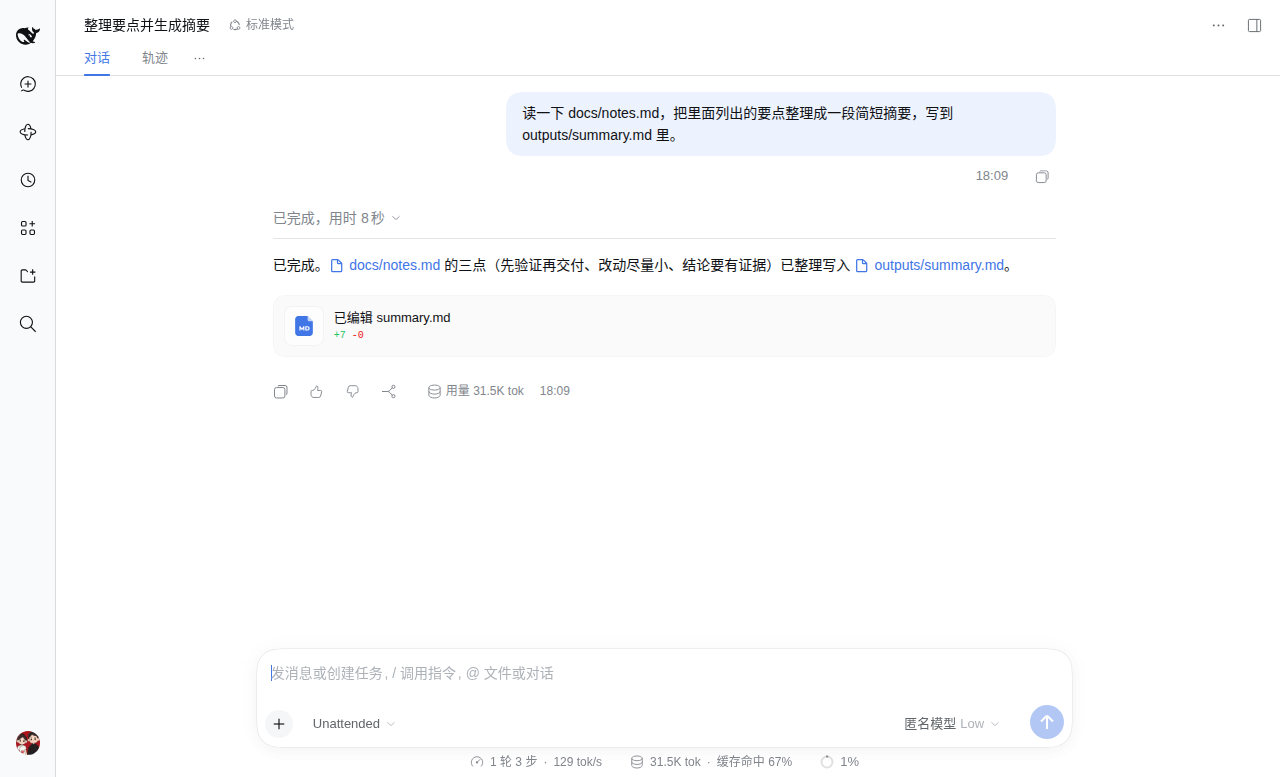 整理要点并生成摘要 标准模式
对话 轨迹 ···
读一下 docs/notes.md，把里面列出的要点整理成一段简短摘要，写到
outputs/summary.md 里。
18:09
已完成，用时 8 秒
已完成。 docs/notes.md 的三点（先验证再交付、改动尽量小、结论要有证据）已整理写入 outputs/summary.md。
MD
已编辑 summary.md
+7 -0
用量 31.5K tok 18:09
发消息或创建任务, / 调用指令, @ 文件或对话
Unattended 匿名模型 Low
1 轮 3 步 · 129 tok/s 31.5K tok · 缓存命中 67% 1%